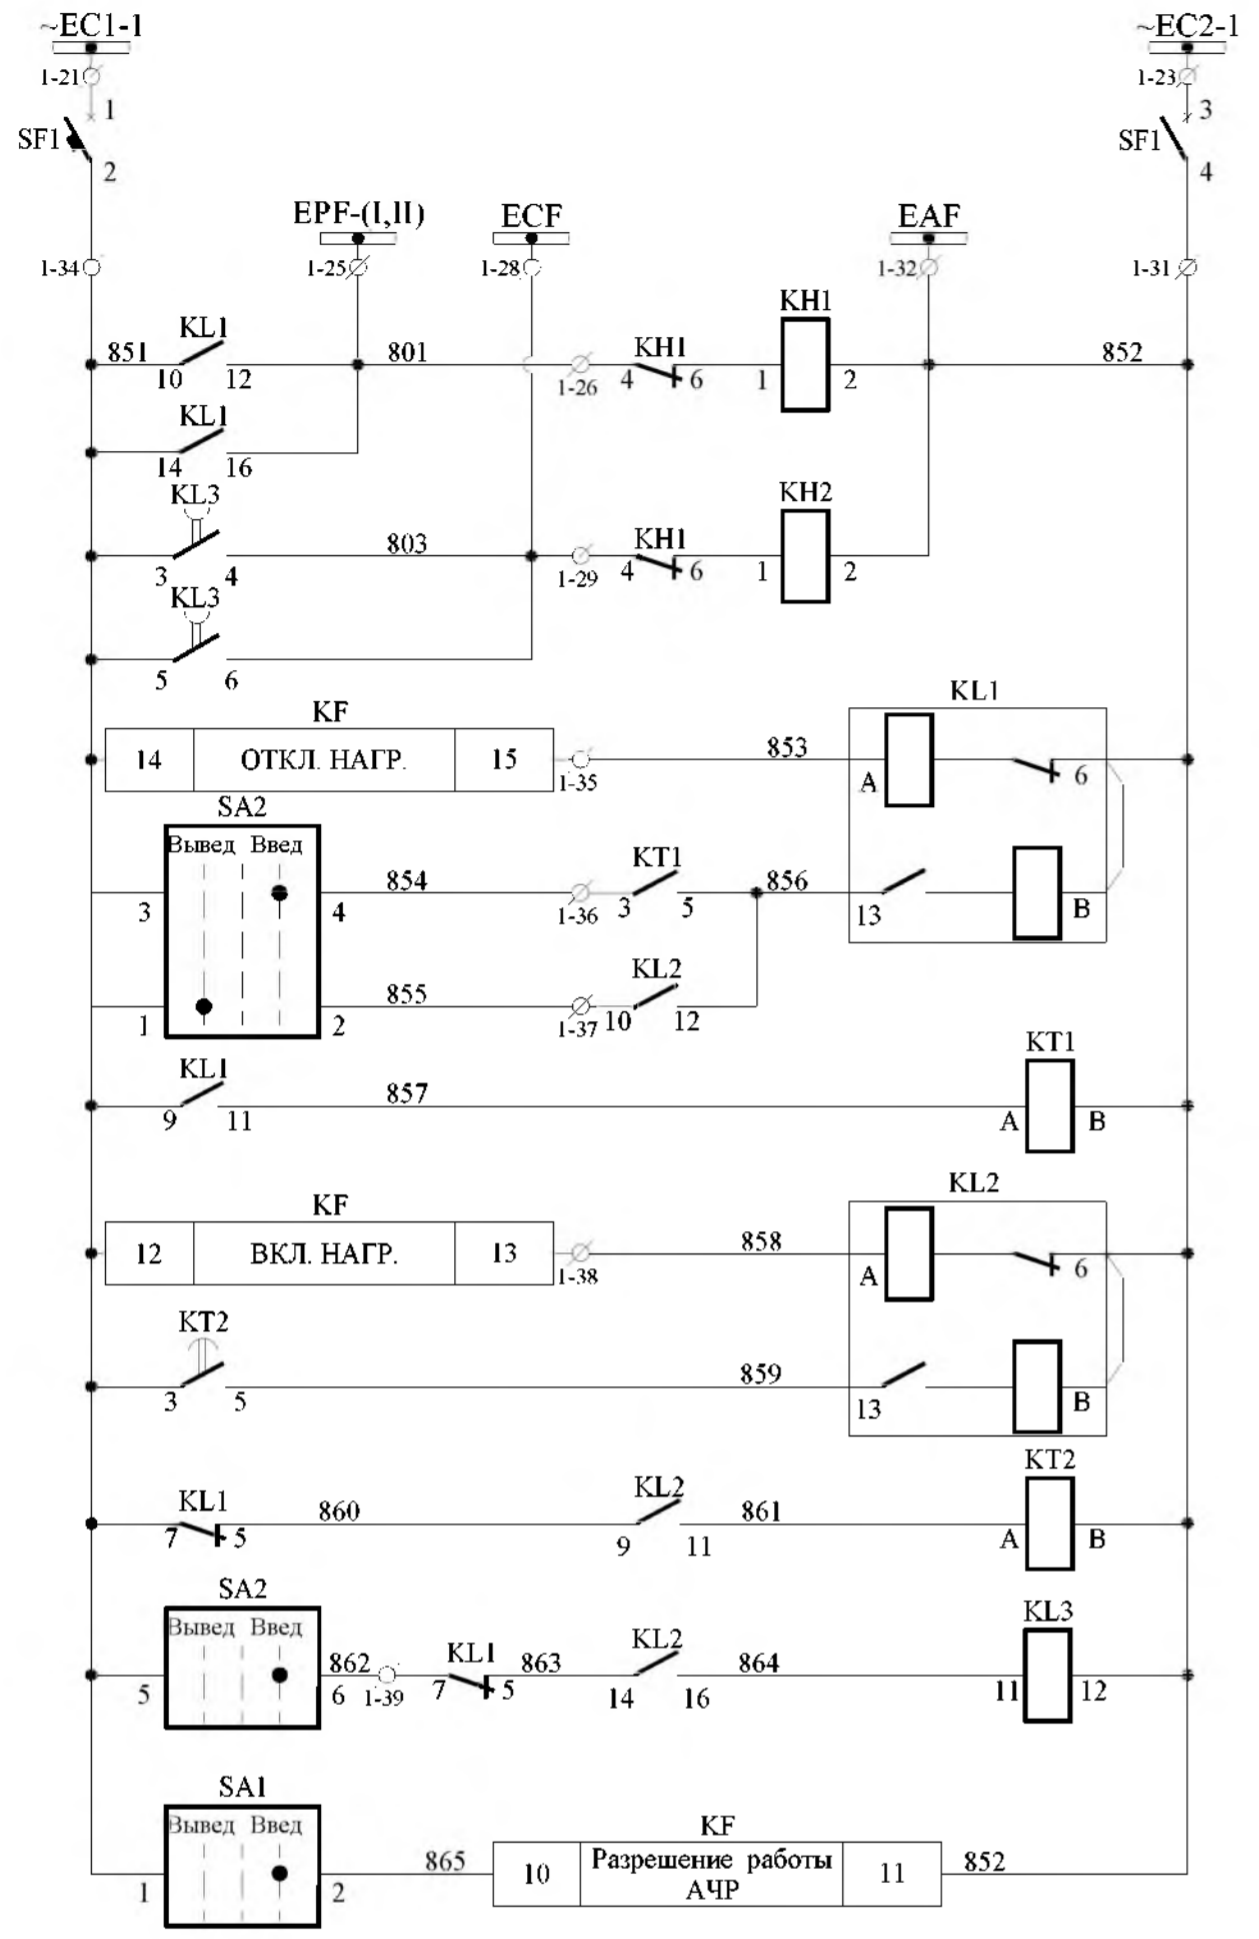 ~EC1-1 ~EC2-1
1-21 1-23
1 3
SF1 SF1
2 4
EPF-(I,II) ECF EAF
1-34 1-25 1-28 1-32 1-31
KL1 KH1 KH1
851 801 852
10 12 1-26 4 6 1 2
KL1
14 16
KL3 KH1 KH2
803
3 4 1-29 4 6 1 2
KL3
5 6
KF KL1
14 ОТКЛ. НАГР. 15 853
1-35 A 6
SA2
Вывед Введ
854 KT1 856
3 4 1-36 3 5 13 B
855 KL2
1 2 1-37 10 12
KL1 857 KT1
9 11 A B
KF KL2
12 ВКЛ. НАГР. 13 858
1-38 A 6
KT2
859
3 5 13 B
KL1 860 KL2 861 KT2
7 5 9 11 A B
SA2
Вывед Введ
862 KL1 863 KL2 864 KL3
5 6 1-39 7 5 14 16 11 12
SA1
Вывед Введ
KF
865 10 Разрешение работы 11 852
АЧР
1 2